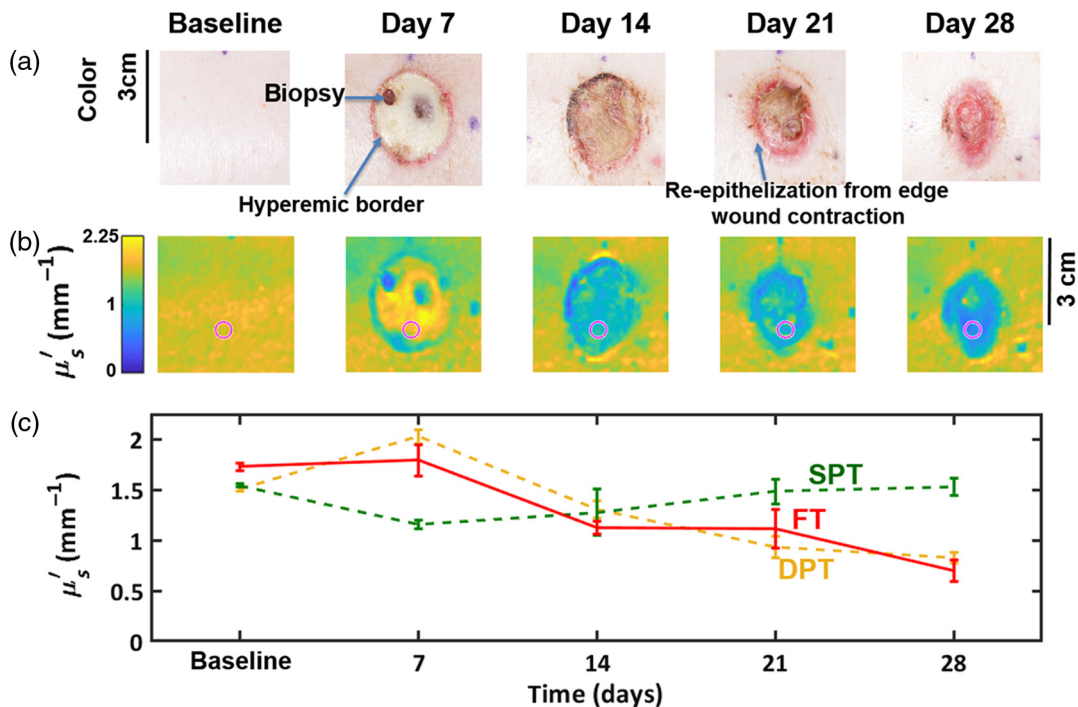 Baseline Day 7 Day 14 Day 21 Day 28
(a)
Color
3cm
Biopsy
Hyperemic border
Re-epithelization from edge
wound contraction
(b)
μ′s (mm−1)
2.25
1
0
3 cm
(c)
μ′s (mm−1)
2
1.5
1
0.5
0
SPT
FT
DPT
Baseline 7 14 21 28
Time (days)